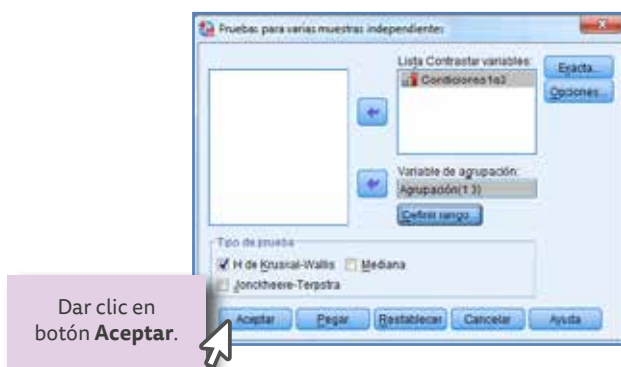 Pruebas para varias muestras independientes
Lista Contrastar variables:
Condiciones1a3
Exacta...
Opciones...
Variable de agrupación:
Agrupación(1 3)
Definir rango...
Tipo de prueba
H de Kruskal-Wallis Mediana
Jonckheere-Terpstra
Aceptar Pegar Restablecer Cancelar Ayuda
Dar clic en
botón Aceptar.